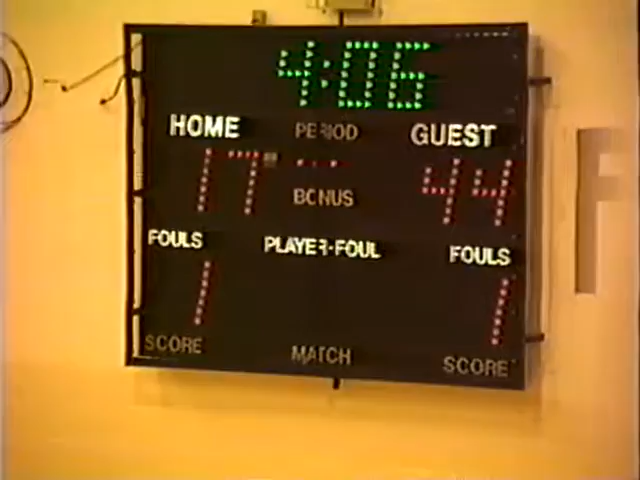 4:06
HOME PERIOD GUEST
17 44
BONUS
FOULS PLAYER-FOUL FOULS
1 1
SCORE MATCH SCORE
F